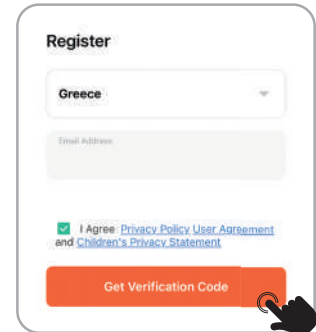 Register
Greece
Email Address
I Agree Privacy Policy User Agreement
and Children's Privacy Statement
Get Verification Code